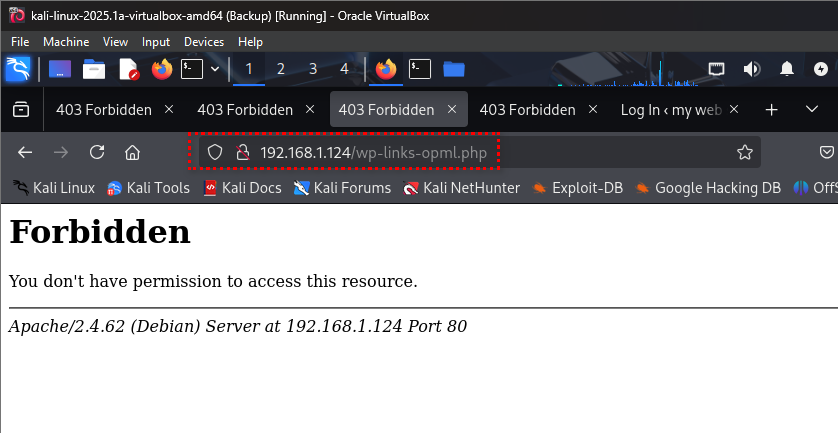 kali-linux-2025.1a-virtualbox-amd64 (Backup) [Running] - Oracle VirtualBox
File Machine View Input Devices Help
1 2 3 4
403 Forbidden 403 Forbidden 403 Forbidden 403 Forbidden Log In ‹ my web
192.168.1.124/wp-links-opml.php
Kali Linux Kali Tools Kali Docs Kali Forums Kali NetHunter Exploit-DB Google Hacking DB OffS
Forbidden
You don't have permission to access this resource.
Apache/2.4.62 (Debian) Server at 192.168.1.124 Port 80